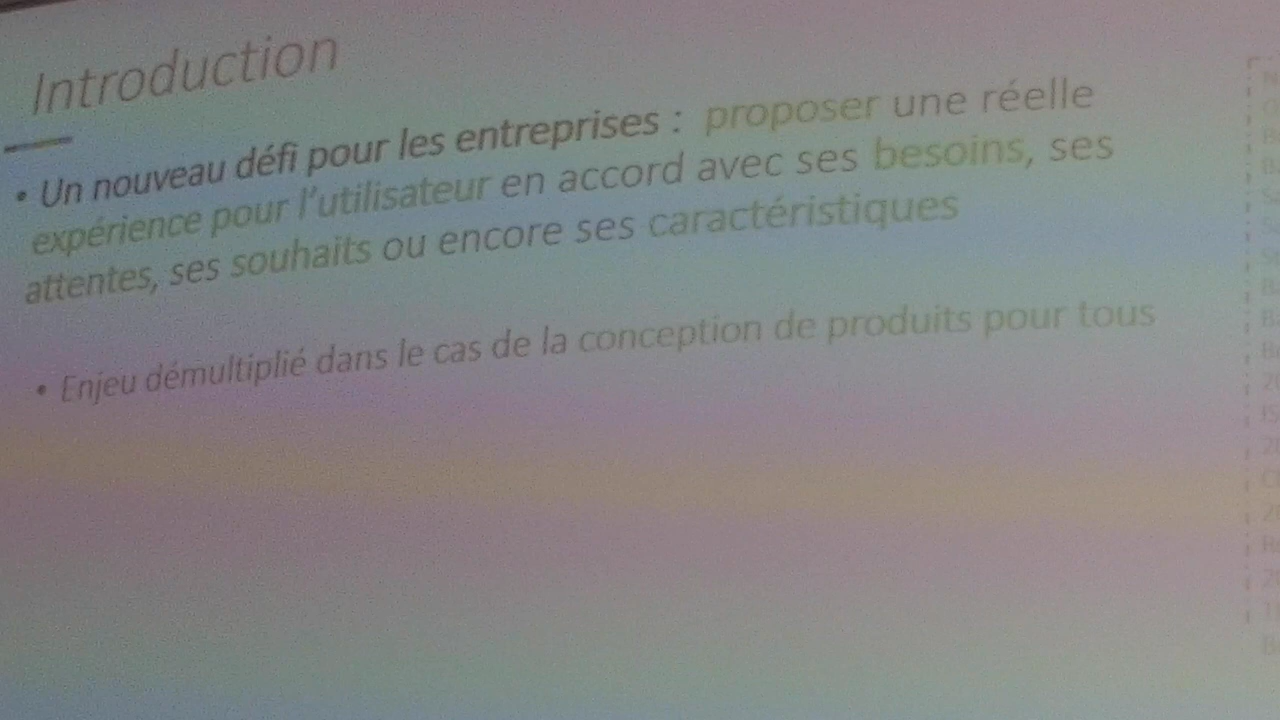 Introduction
• Un nouveau défi pour les entreprises : proposer une réelle
expérience pour l'utilisateur en accord avec ses besoins, ses
attentes, ses souhaits ou encore ses caractéristiques
• Enjeu démultiplié dans le cas de la conception de produits pour tous